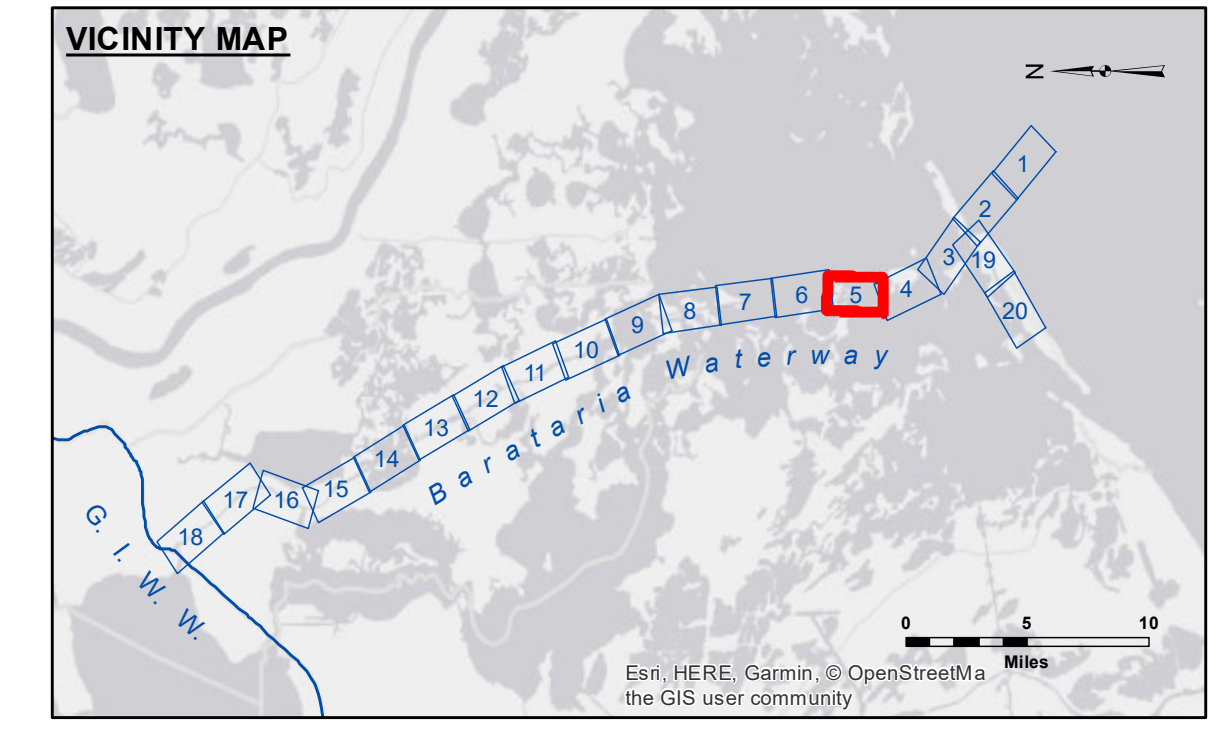 VICINITY MAP
N
1
2
3
19
4
5
6
7
8
20
9
10
11
12
13
14
15
16
17
18
Barataria Waterway
G. I. W. W.
0 5 10
Miles
Esri, HERE, Garmin, © OpenStreetMa
the GIS user community